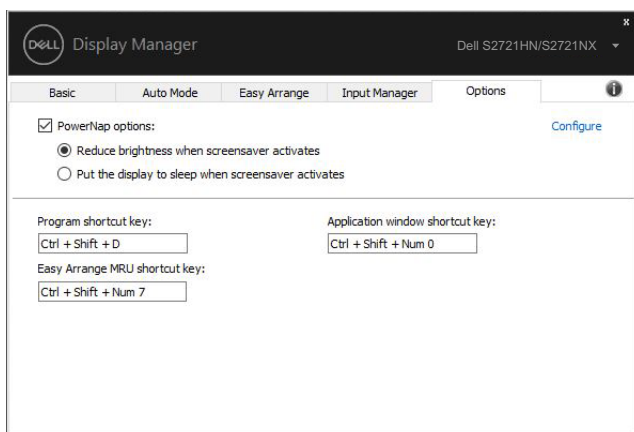 x
DELL Display Manager Dell S2721HN/S2721NX
Basic Auto Mode Easy Arrange Input Manager Options
PowerNap options: Configure
Reduce brightness when screensaver activates
Put the display to sleep when screensaver activates
Program shortcut key: Application window shortcut key:
Ctrl + Shift + D Ctrl + Shift + Num 0
Easy Arrange MRU shortcut key:
Ctrl + Shift + Num 7